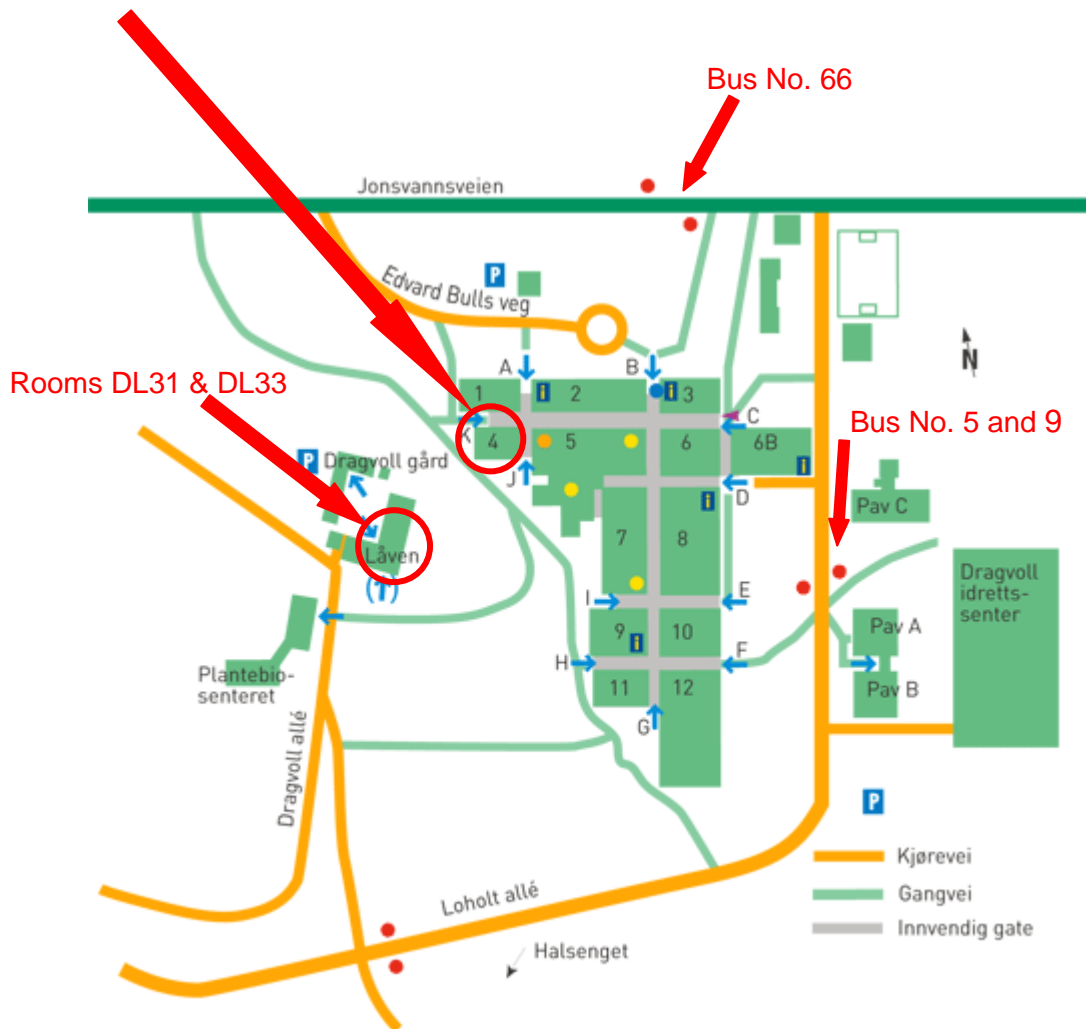 Bus No. 66
Jonsvannsveien
P
Edvard Bulls veg
N
A
B
Rooms DL31 & DL33
1
i
2
i
3
C
K
4
5
6
6B
Bus No. 5 and 9
P
Dragvoll gård
J
i
D
i
Pav C
Låven
7
8
(↑)
Dragvoll
idretts-
senter
I
E
9
i
10
Pav A
H
F
Plantebio-
senteret
11
12
Pav B
G
Dragvoll allé
P
Kjørevei
Loholt allé
Gangvei
Innvendig gate
Halsenget